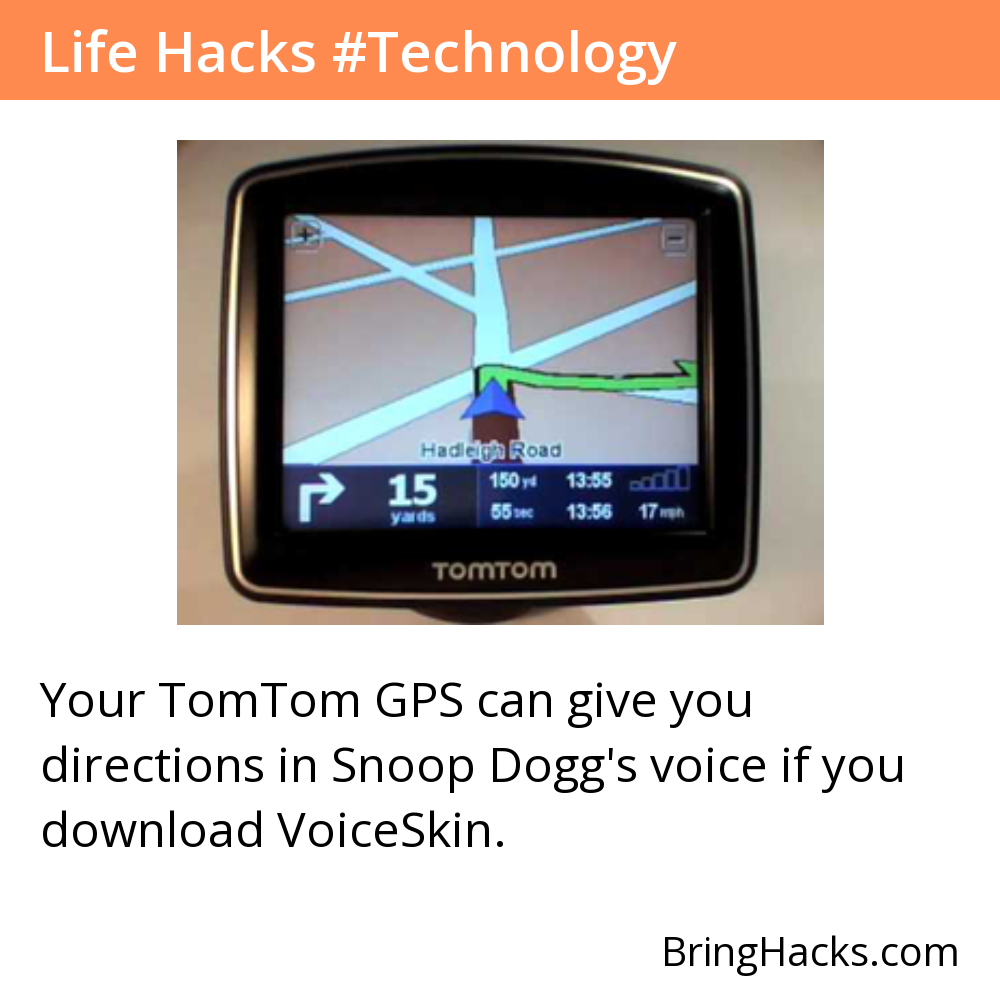 Life Hacks #Technology
+
−
Hadleigh Road
15
yards
150 yd 13:55
55 sec 13:56 17 mph
TOMTOM
Your TomTom GPS can give you
directions in Snoop Dogg's voice if you
download VoiceSkin.
BringHacks.com